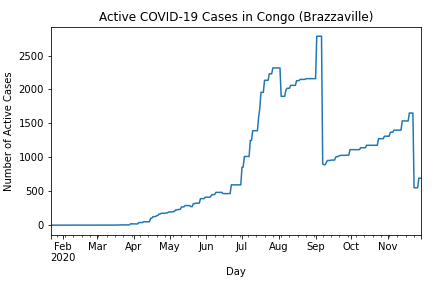 Active COVID-19 Cases in Congo (Brazzaville)
Number of Active Cases
2500
2000
1500
1000
500
0
Feb Mar Apr May Jun Jul Aug Sep Oct Nov
2020
Day